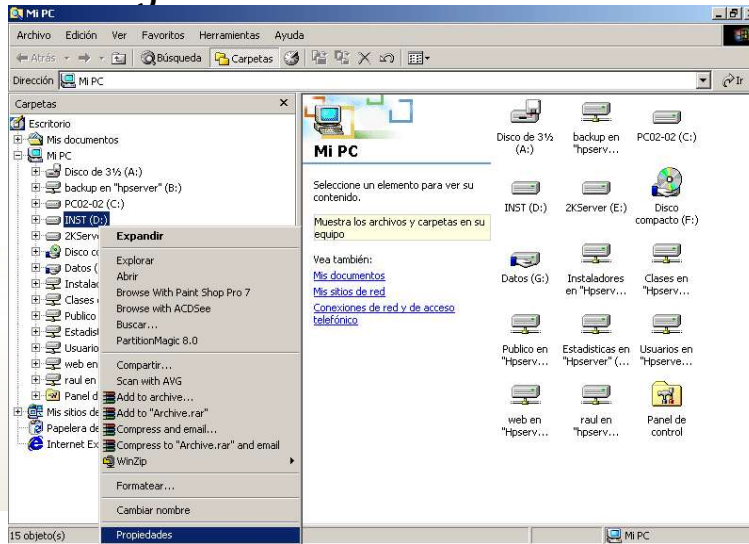 Mi PC
Archivo Edición Ver Favoritos Herramientas Ayuda
Atrás Búsqueda Carpetas
Dirección Mi PC Ir
Carpetas
Escritorio
Mis documentos
Mi PC
Disco de 3½ (A:)
backup en "hpserver" (B:)
PC02-02 (C:)
INST (D:)
2KServ
Disco c
Datos (
Instala
Clases
Publico
Estadis
Usuario
web en
raul en
Panel d
Mis sitios de
Papelera de
Internet Ex
Expandir
Explorar
Abrir
Browse With Paint Shop Pro 7
Browse with ACDSee
Buscar...
PartitionMagic 8.0
Compartir...
Scan with AVG
Add to archive...
Add to "Archive.rar"
Compress and email...
Compress to "Archive.rar" and email
WinZip
Formatear...
Cambiar nombre
Propiedades
Mi PC
Seleccione un elemento para ver su
contenido.
Muestra los archivos y carpetas en su
equipo
Vea también:
Mis documentos
Mis sitios de red
Conexiones de red y de acceso
telefónico
Disco de 3½
(A:)
backup en
"hpserv...
PC02-02 (C:)
INST (D:)
2KServer (E:)
Disco
compacto (F:)
Datos (G:)
Instaladores
en "Hpserv...
Clases en
"Hpserv...
Publico en
"Hpserv...
Estadisticas en
"Hpserver" (...
Usuarios en
"Hpserve...
web en
"Hpserv...
raul en
"hpserv...
Panel de
control
15 objeto(s)
Mi PC